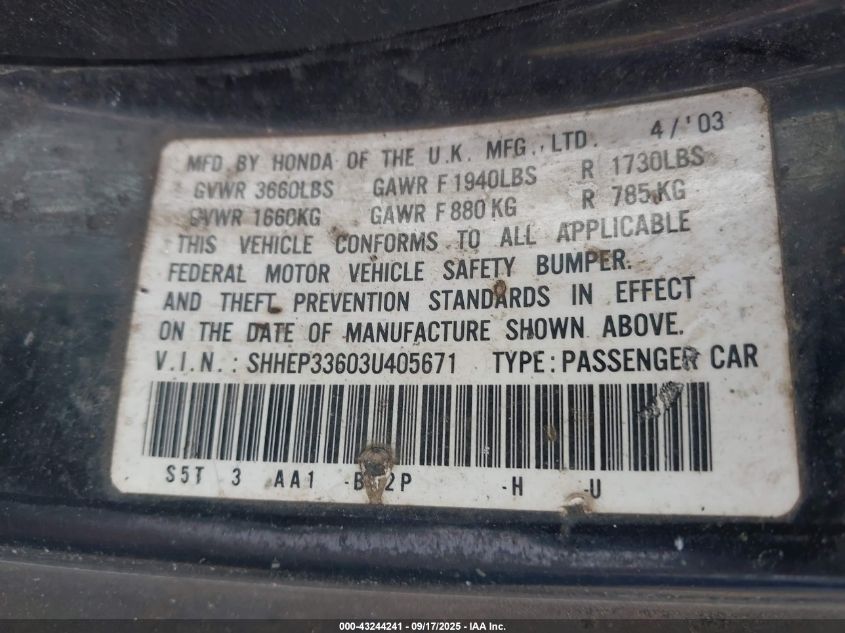 MFD BY HONDA OF THE U.K. MFG., LTD. 4/'03
GVWR 3660LBS GAWR F 1940LBS R 1730LBS
GVWR 1660KG GAWR F 880 KG R 785 KG
THIS VEHICLE CONFORMS TO ALL APPLICABLE
FEDERAL MOTOR VEHICLE SAFETY BUMPER.
AND THEFT PREVENTION STANDARDS IN EFFECT
ON THE DATE OF MANUFACTURE SHOWN ABOVE.
V.I.N.: SHHEP33603U405671 TYPE: PASSENGER CAR
S5T 3 AA1 -H -U
000-43244241 - 09/17/2025 - IAA Inc.